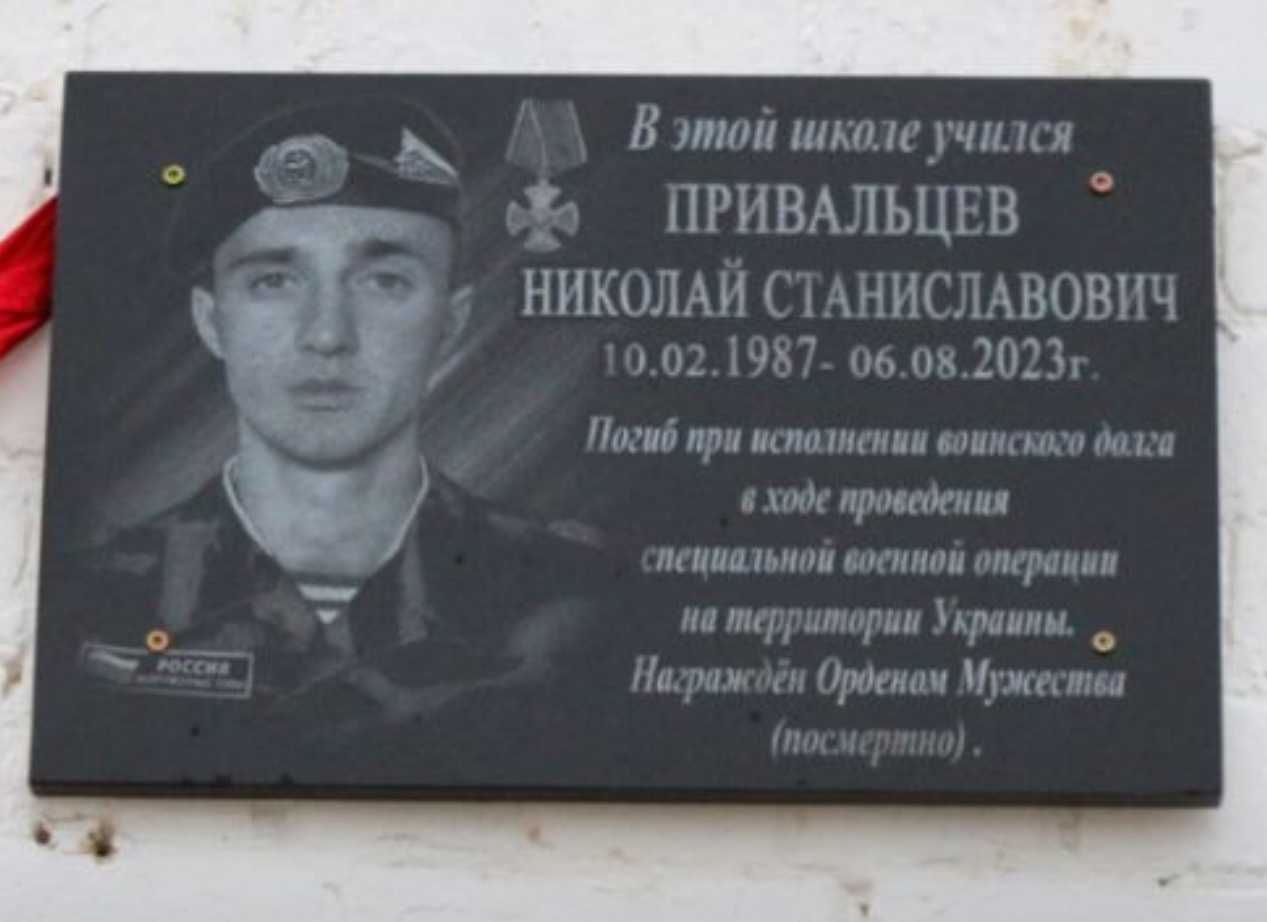 В этой школе учился
ПРИВАЛЬЦЕВ
НИКОЛАЙ СТАНИСЛАВОВИЧ
10.02.1987- 06.08.2023г.
Погиб при исполнении воинского долга
в ходе проведения
специальной военной операции
на территории Украины.
Награждён Орденом Мужества
(посмертно).
РОССИЯ